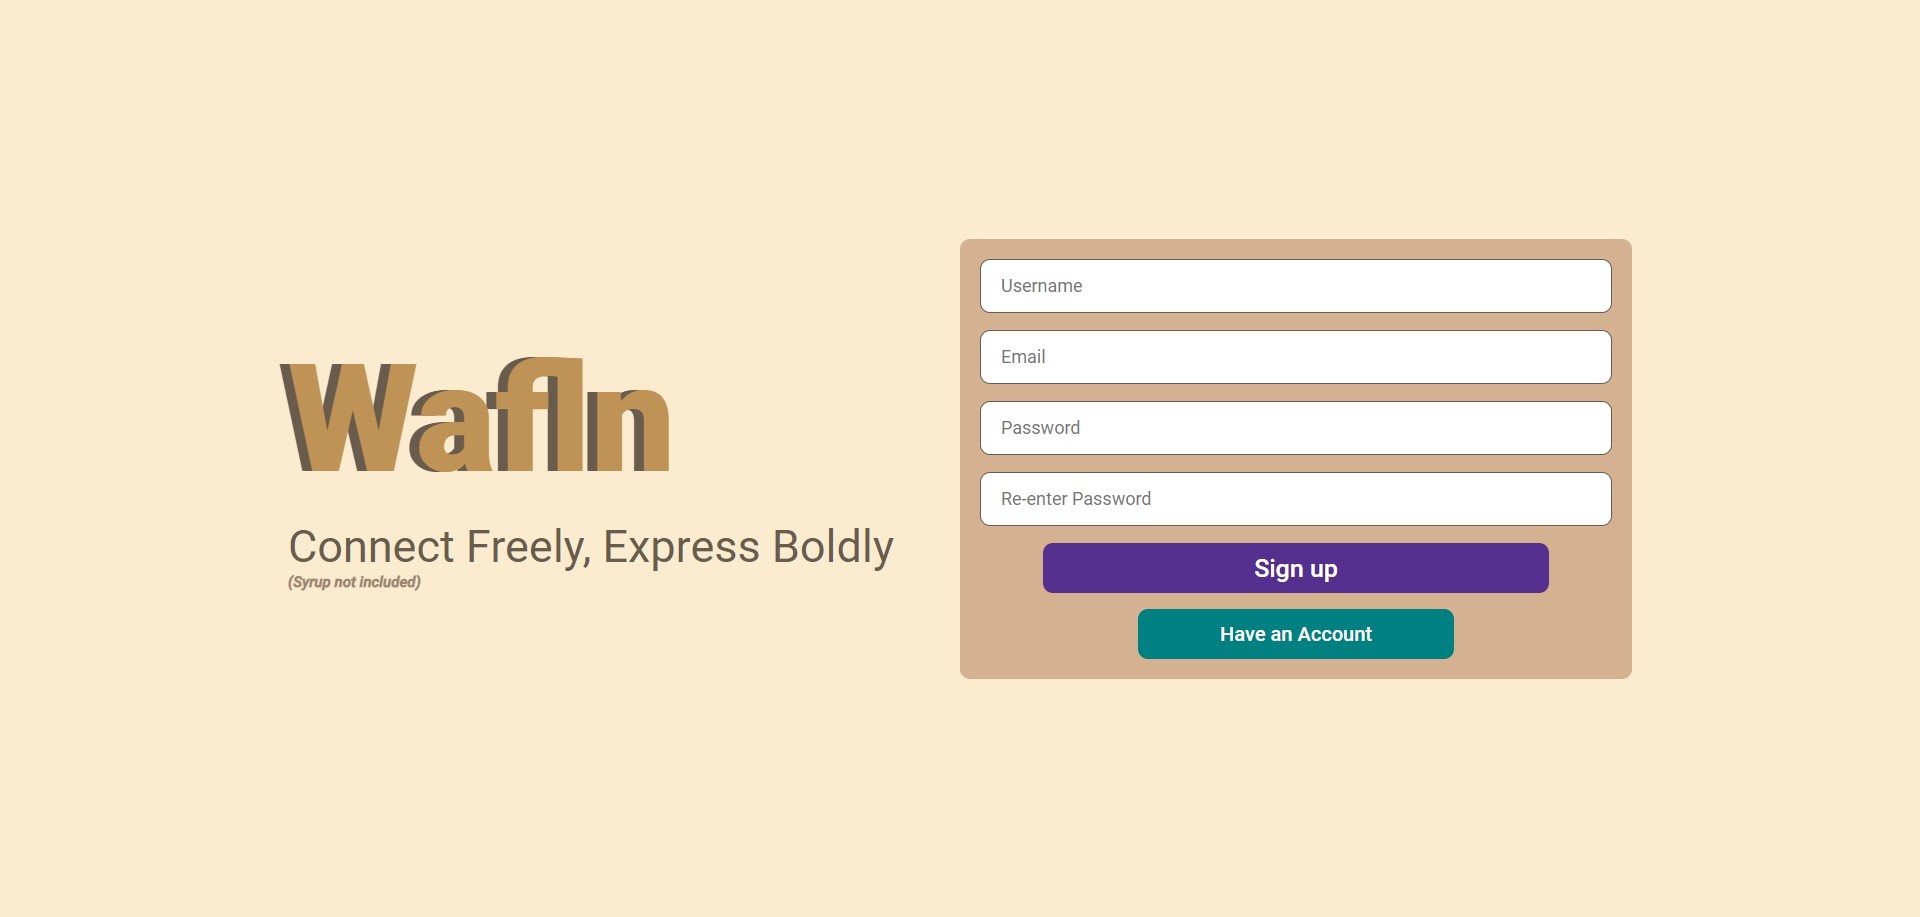 Wafln
Connect Freely, Express Boldly
(Syrup not included)
Username
Email
Password
Re-enter Password
Sign up
Have an Account